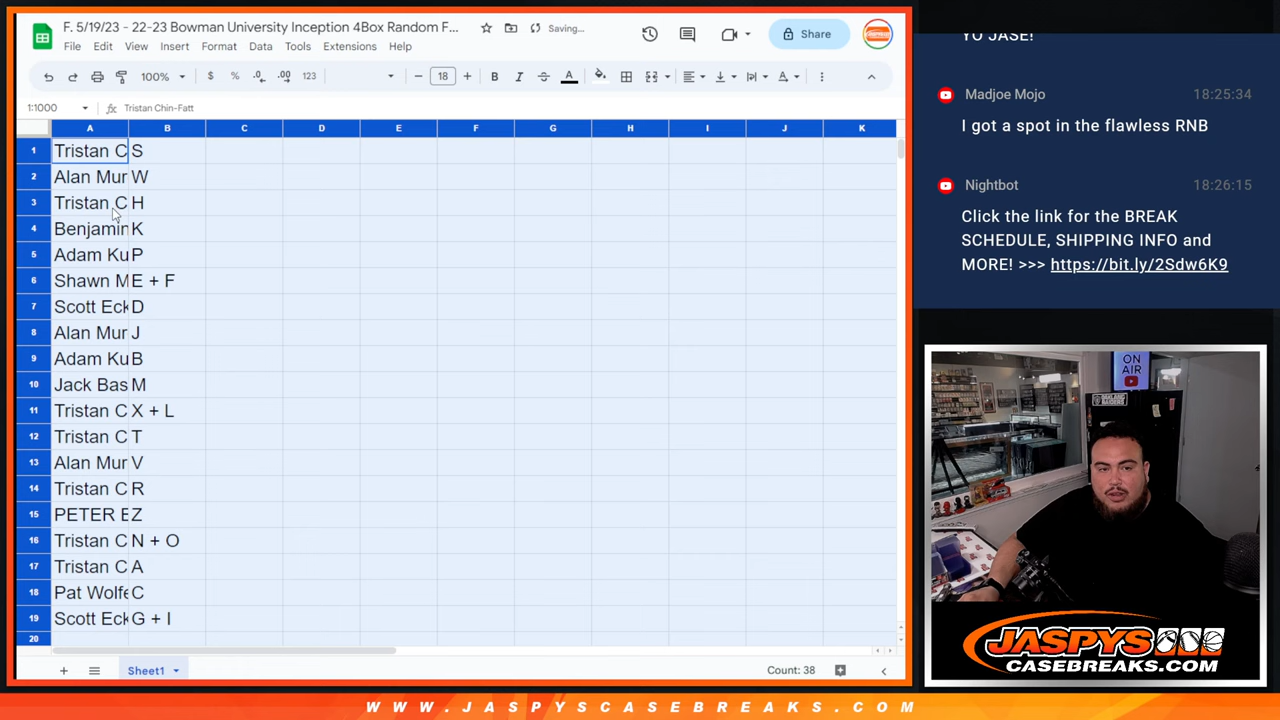 F. 5/19/23 - 22-23 Bowman University Inception 4Box Random F...
Saving...
Share
File Edit View Insert Format Data Tools Extensions Help
100% $ % .0 .00 123 18 B I A
1:1000 fx Tristan Chin-Fatt
A B C D E F G H I J K
1 Tristan C S
2 Alan Mur W
3 Tristan C H
4 Benjamin K
5 Adam Ku P
6 Shawn M E + F
7 Scott Eck D
8 Alan Mur J
9 Adam Ku B
10 Jack Bas M
11 Tristan C X + L
12 Tristan C T
13 Alan Mur V
14 Tristan C R
15 PETER E Z
16 Tristan C N + O
17 Tristan C A
18 Pat Wolfe C
19 Scott Eck G + I
20
Sheet1
Count: 38
YO JASE!
Madjoe Mojo 18:25:34
I got a spot in the flawless RNB
Nightbot 18:26:15
Click the link for the BREAK
SCHEDULE, SHIPPING INFO and
MORE! >>> https://bit.ly/2Sdw6K9
ON
AIR
JASPYS
CASEBREAKS.COM
WWW.JASPYSCASEBREAKS.COM